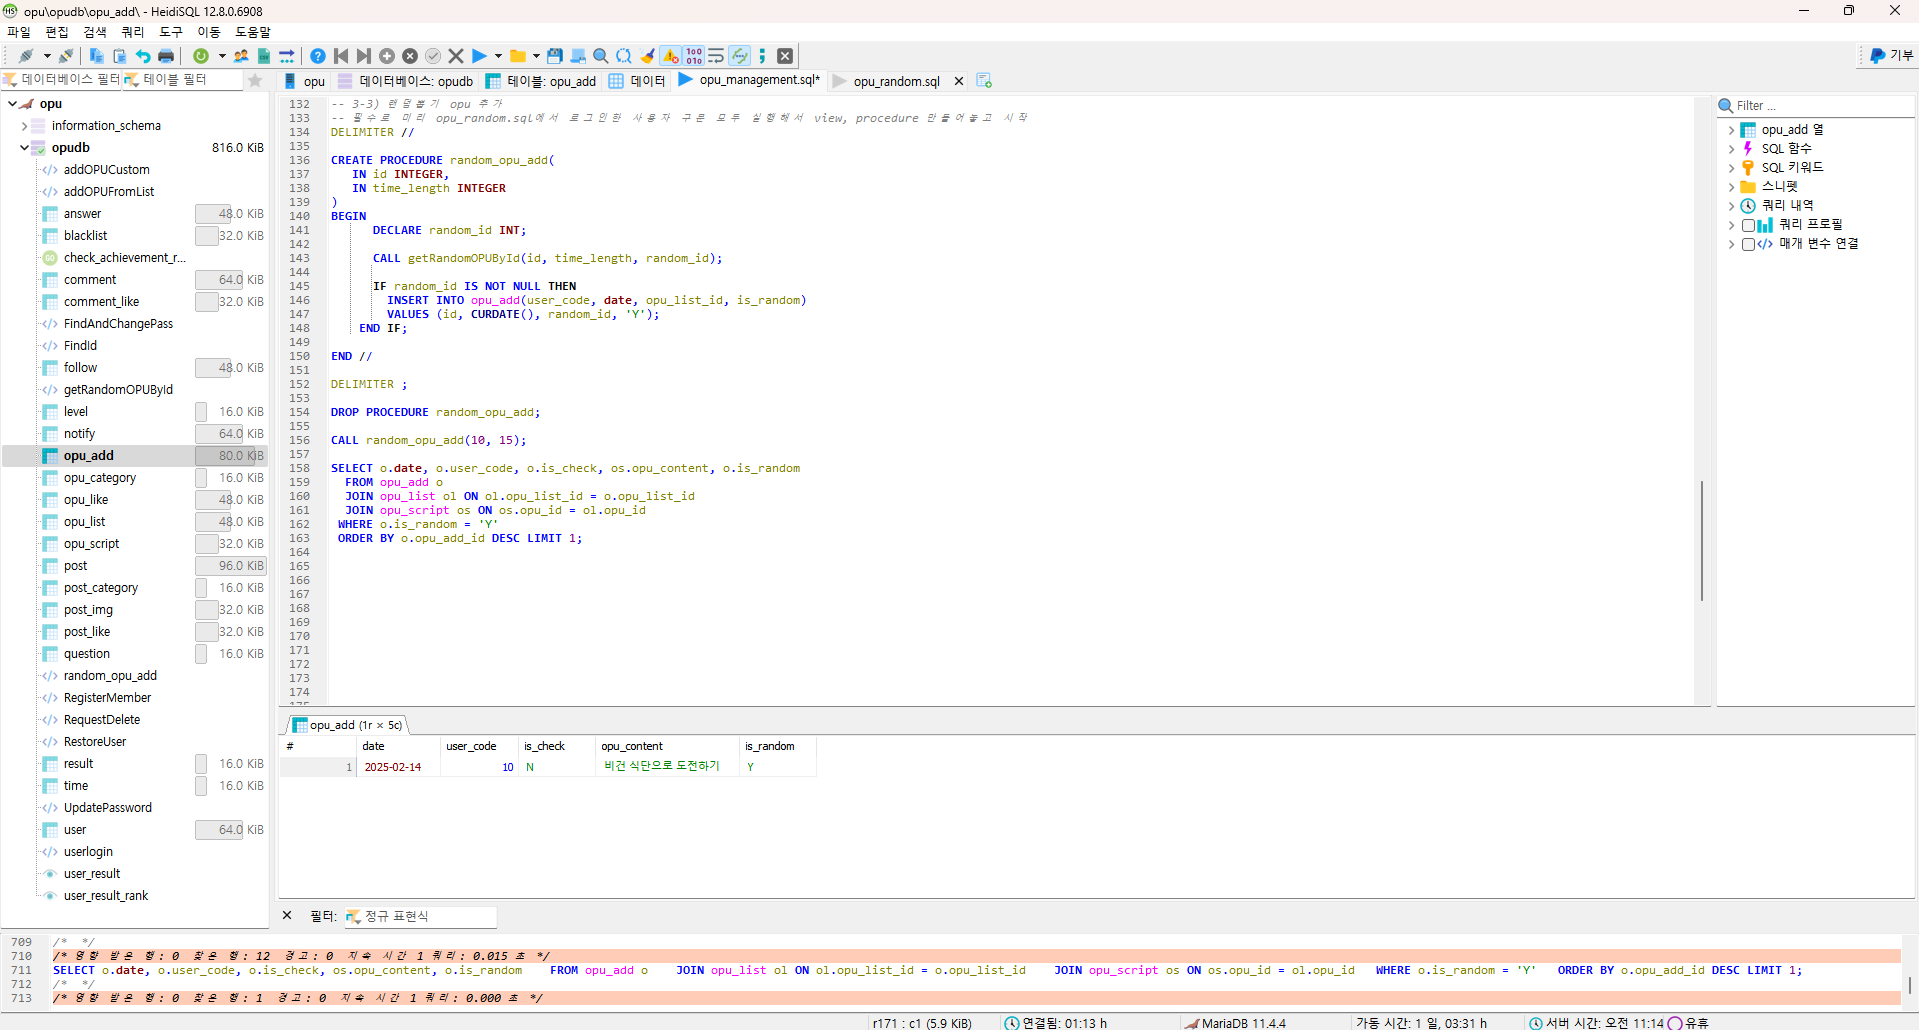 opu\opudb\opu_add\ - HeidiSQL 12.8.0.6908
파일 편집 검색 쿼리 도구 이동 도움말
기부
데이터베이스 필터 테이블 필터
opu 데이터베이스: opudb 테이블: opu_add 데이터 opu_management.sql* opu_random.sql
opu
information_schema
opudb 816.0 KiB
addOPUCustom
addOPUFromList
answer 48.0 KiB
blacklist 32.0 KiB
check_achievement_r...
comment 64.0 KiB
comment_like 32.0 KiB
FindAndChangePass
FindId
follow 48.0 KiB
getRandomOPUById
level 16.0 KiB
notify 64.0 KiB
opu_add 80.0 KiB
opu_category 16.0 KiB
opu_like 48.0 KiB
opu_list 48.0 KiB
opu_script 32.0 KiB
post 96.0 KiB
post_category 16.0 KiB
post_img 32.0 KiB
post_like 32.0 KiB
question 16.0 KiB
random_opu_add
RegisterMember
RequestDelete
RestoreUser
result 16.0 KiB
time 16.0 KiB
UpdatePassword
user 64.0 KiB
userlogin
user_result
user_result_rank
132 -- 3-3) 랜덤뽑기 opu 추가
133 -- 필수로 미리 opu_random.sql에서 로그인한 사용자 구문 모두 실행해서 view, procedure 만들어놓고 시작
134 DELIMITER //
135
136 CREATE PROCEDURE random_opu_add(
137 IN id INTEGER,
138 IN time_length INTEGER
139 )
140 BEGIN
141 DECLARE random_id INT;
142
143 CALL getRandomOPUById(id, time_length, random_id);
144
145 IF random_id IS NOT NULL THEN
146 INSERT INTO opu_add(user_code, date, opu_list_id, is_random)
147 VALUES (id, CURDATE(), random_id, 'Y');
148 END IF;
149
150 END //
151
152 DELIMITER ;
153
154 DROP PROCEDURE random_opu_add;
155
156 CALL random_opu_add(10, 15);
157
158 SELECT o.date, o.user_code, o.is_check, os.opu_content, o.is_random
159 FROM opu_add o
160 JOIN opu_list ol ON ol.opu_list_id = o.opu_list_id
161 JOIN opu_script os ON os.opu_id = ol.opu_id
162 WHERE o.is_random = 'Y'
163 ORDER BY o.opu_add_id DESC LIMIT 1;
164
165
166
167
168
169
170
171
172
173
174
Filter ...
opu_add 열
SQL 함수
SQL 키워드
스니펫
쿼리 내역
쿼리 프로필
매개 변수 연결
opu_add (1r × 5c)
# date user_code is_check opu_content is_random
1 2025-02-14 10 N 비건 식단으로 도전하기 Y
필터: 정규 표현식
709 /* */
710 /* 영향 받은 행: 0 찾은 행: 12 경고: 0 지속 시간 1 쿼리: 0.015 초 */
711 SELECT o.date, o.user_code, o.is_check, os.opu_content, o.is_random FROM opu_add o JOIN opu_list ol ON ol.opu_list_id = o.opu_list_id JOIN opu_script os ON os.opu_id = ol.opu_id WHERE o.is_random = 'Y' ORDER BY o.opu_add_id DESC LIMIT 1;
712 /* */
713 /* 영향 받은 행: 0 찾은 행: 1 경고: 0 지속 시간 1 쿼리: 0.000 초 */
r171 : c1 (5.9 KiB) 연결됨: 01:13 h MariaDB 11.4.4 가동 시간: 1 일, 03:31 h 서버 시간: 오전 11:14 유휴